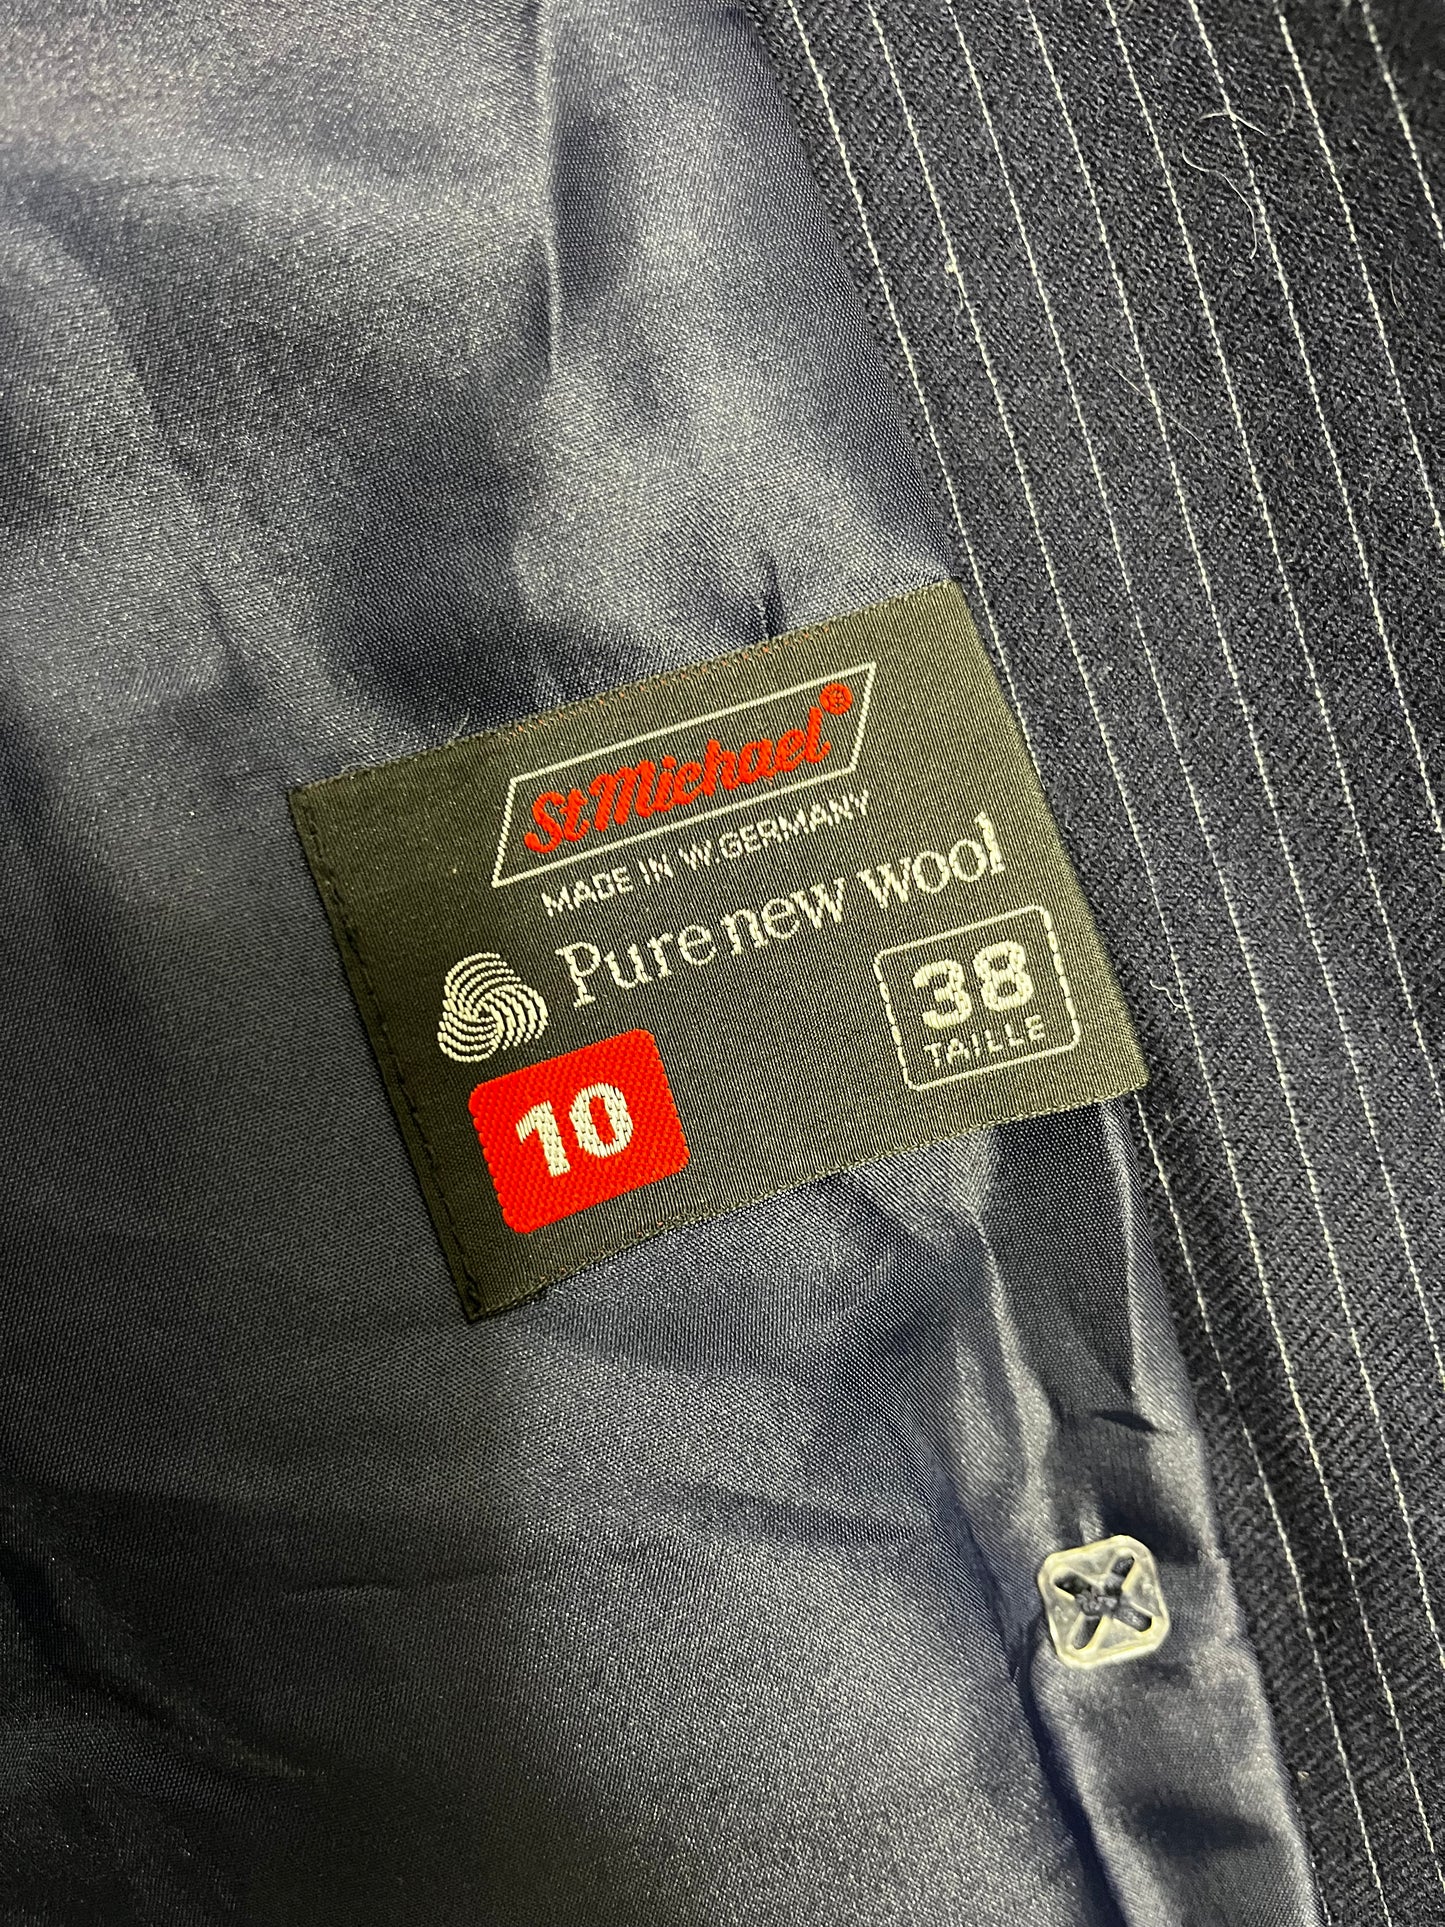 St Michael®
MADE IN W.GERMANY
Pure new wool
38
TAILLE
10